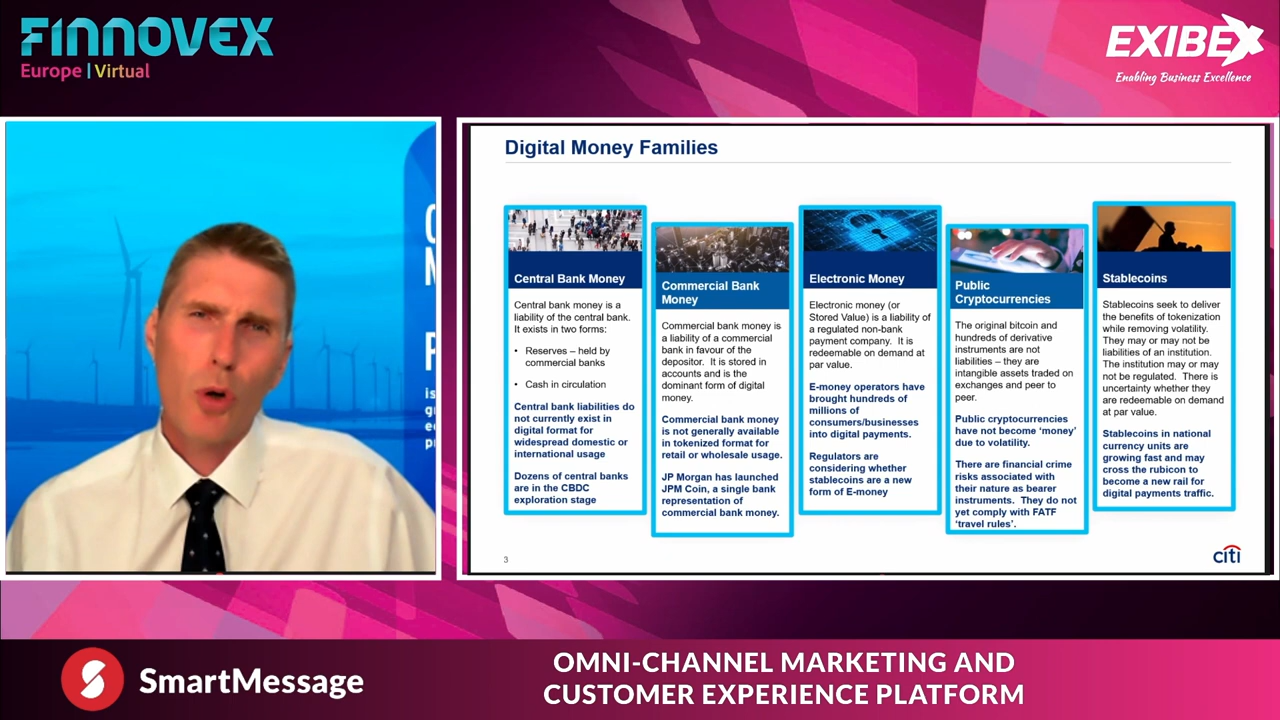 FINNOVEX
Europe | Virtual
EXIBEX
Enabling Business Excellence
is
Digital Money Families
Central Bank Money
Central bank money is a
liability of the central bank.
It exists in two forms:
• Reserves – held by
commercial banks
• Cash in circulation
Central bank liabilities do
not currently exist in
digital format for
widespread domestic or
international usage
Dozens of central banks
are in the CBDC
exploration stage
Commercial Bank
Money
Commercial bank money is
a liability of a commercial
bank in favour of the
depositor. It is stored in
accounts and is the
dominant form of digital
money.
Commercial bank money
is not generally available
in tokenized format for
retail or wholesale usage.
JP Morgan has launched
JPM Coin, a single bank
representation of
commercial bank money.
Electronic Money
Electronic money (or
Stored Value) is a liability of
a regulated non-bank
payment company. It is
redeemable on demand at
par value.
E-money operators have
brought hundreds of
millions of
consumers/businesses
into digital payments.
Regulators are
considering whether
stablecoins are a new
form of E-money
Public
Cryptocurrencies
The original bitcoin and
hundreds of derivative
instruments are not
liabilities – they are
intangible assets traded on
exchanges and peer to
peer.
Public cryptocurrencies
have not become ‘money’
due to volatility.
There are financial crime
risks associated with
their nature as bearer
instruments. They do not
yet comply with FATF
‘travel rules’.
Stablecoins
Stablecoins seek to deliver
the benefits of tokenization
while removing volatility.
They may or may not be
liabilities of an institution.
The institution may or may
not be regulated. There is
uncertainty whether they
are redeemable on demand
at par value.
Stablecoins in national
currency units are
growing fast and may
cross the rubicon to
become a new rail for
digital payments traffic.
3
citi
SmartMessage
OMNI-CHANNEL MARKETING AND
CUSTOMER EXPERIENCE PLATFORM